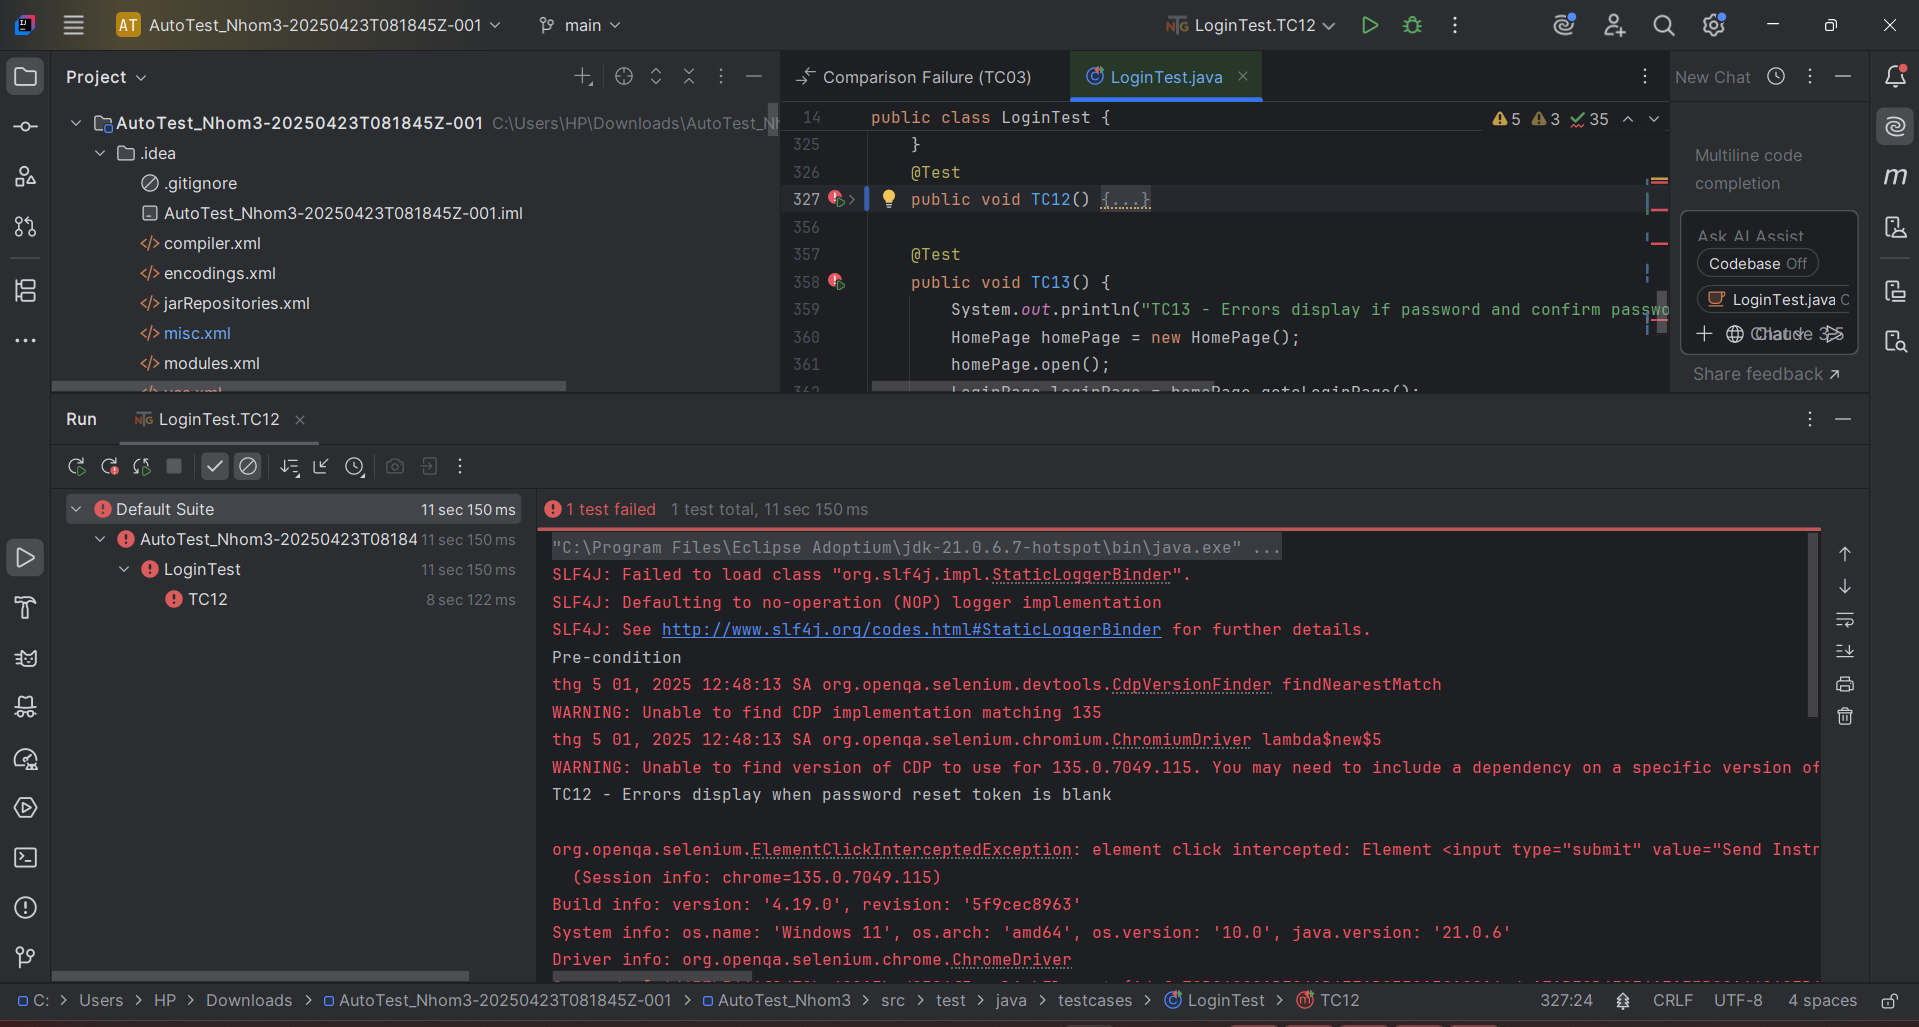 AT AutoTest_Nhom3-20250423T081845Z-001 main LoginTest.TC12
Project
AutoTest_Nhom3-20250423T081845Z-001 C:\Users\HP\Downloads\AutoTest_Nh
.idea
.gitignore
AutoTest_Nhom3-20250423T081845Z-001.iml
compiler.xml
encodings.xml
jarRepositories.xml
misc.xml
modules.xml
Comparison Failure (TC03) LoginTest.java
14 public class LoginTest { 5 3 35
325 }
326 @Test
327 public void TC12() {...}
356
357 @Test
358 public void TC13() {
359 System.out.println("TC13 - Errors display if password and confirm passwo
360 HomePage homePage = new HomePage();
361 homePage.open();
362 LoginPage loginPage = homePage.gotoLoginPage();
New Chat
Multiline code
completion
Ask AI Assist
Codebase Off
LoginTest.java
Claude 3.5
Share feedback ↗
Run LoginTest.TC12
Default Suite 11 sec 150 ms
AutoTest_Nhom3-20250423T08184 11 sec 150 ms
LoginTest 11 sec 150 ms
TC12 8 sec 122 ms
1 test failed 1 test total, 11 sec 150 ms
"C:\Program Files\Eclipse Adoptium\jdk-21.0.6.7-hotspot\bin\java.exe" ...
SLF4J: Failed to load class "org.slf4j.impl.StaticLoggerBinder".
SLF4J: Defaulting to no-operation (NOP) logger implementation
SLF4J: See http://www.slf4j.org/codes.html#StaticLoggerBinder for further details.
Pre-condition
thg 5 01, 2025 12:48:13 SA org.openqa.selenium.devtools.CdpVersionFinder findNearestMatch
WARNING: Unable to find CDP implementation matching 135
thg 5 01, 2025 12:48:13 SA org.openqa.selenium.chromium.ChromiumDriver lambda$new$5
WARNING: Unable to find version of CDP to use for 135.0.7049.115. You may need to include a dependency on a specific version of
TC12 - Errors display when password reset token is blank
org.openqa.selenium.ElementClickInterceptedException: element click intercepted: Element <input type="submit" value="Send Instr
(Session info: chrome=135.0.7049.115)
Build info: version: '4.19.0', revision: '5f9cec8963'
System info: os.name: 'Windows 11', os.arch: 'amd64', os.version: '10.0', java.version: '21.0.6'
Driver info: org.openqa.selenium.chrome.ChromeDriver
C: > Users > HP > Downloads > AutoTest_Nhom3-20250423T081845Z-001 > AutoTest_Nhom3 > src > test > java > testcases > LoginTest > TC12 327:24 CRLF UTF-8 4 spaces